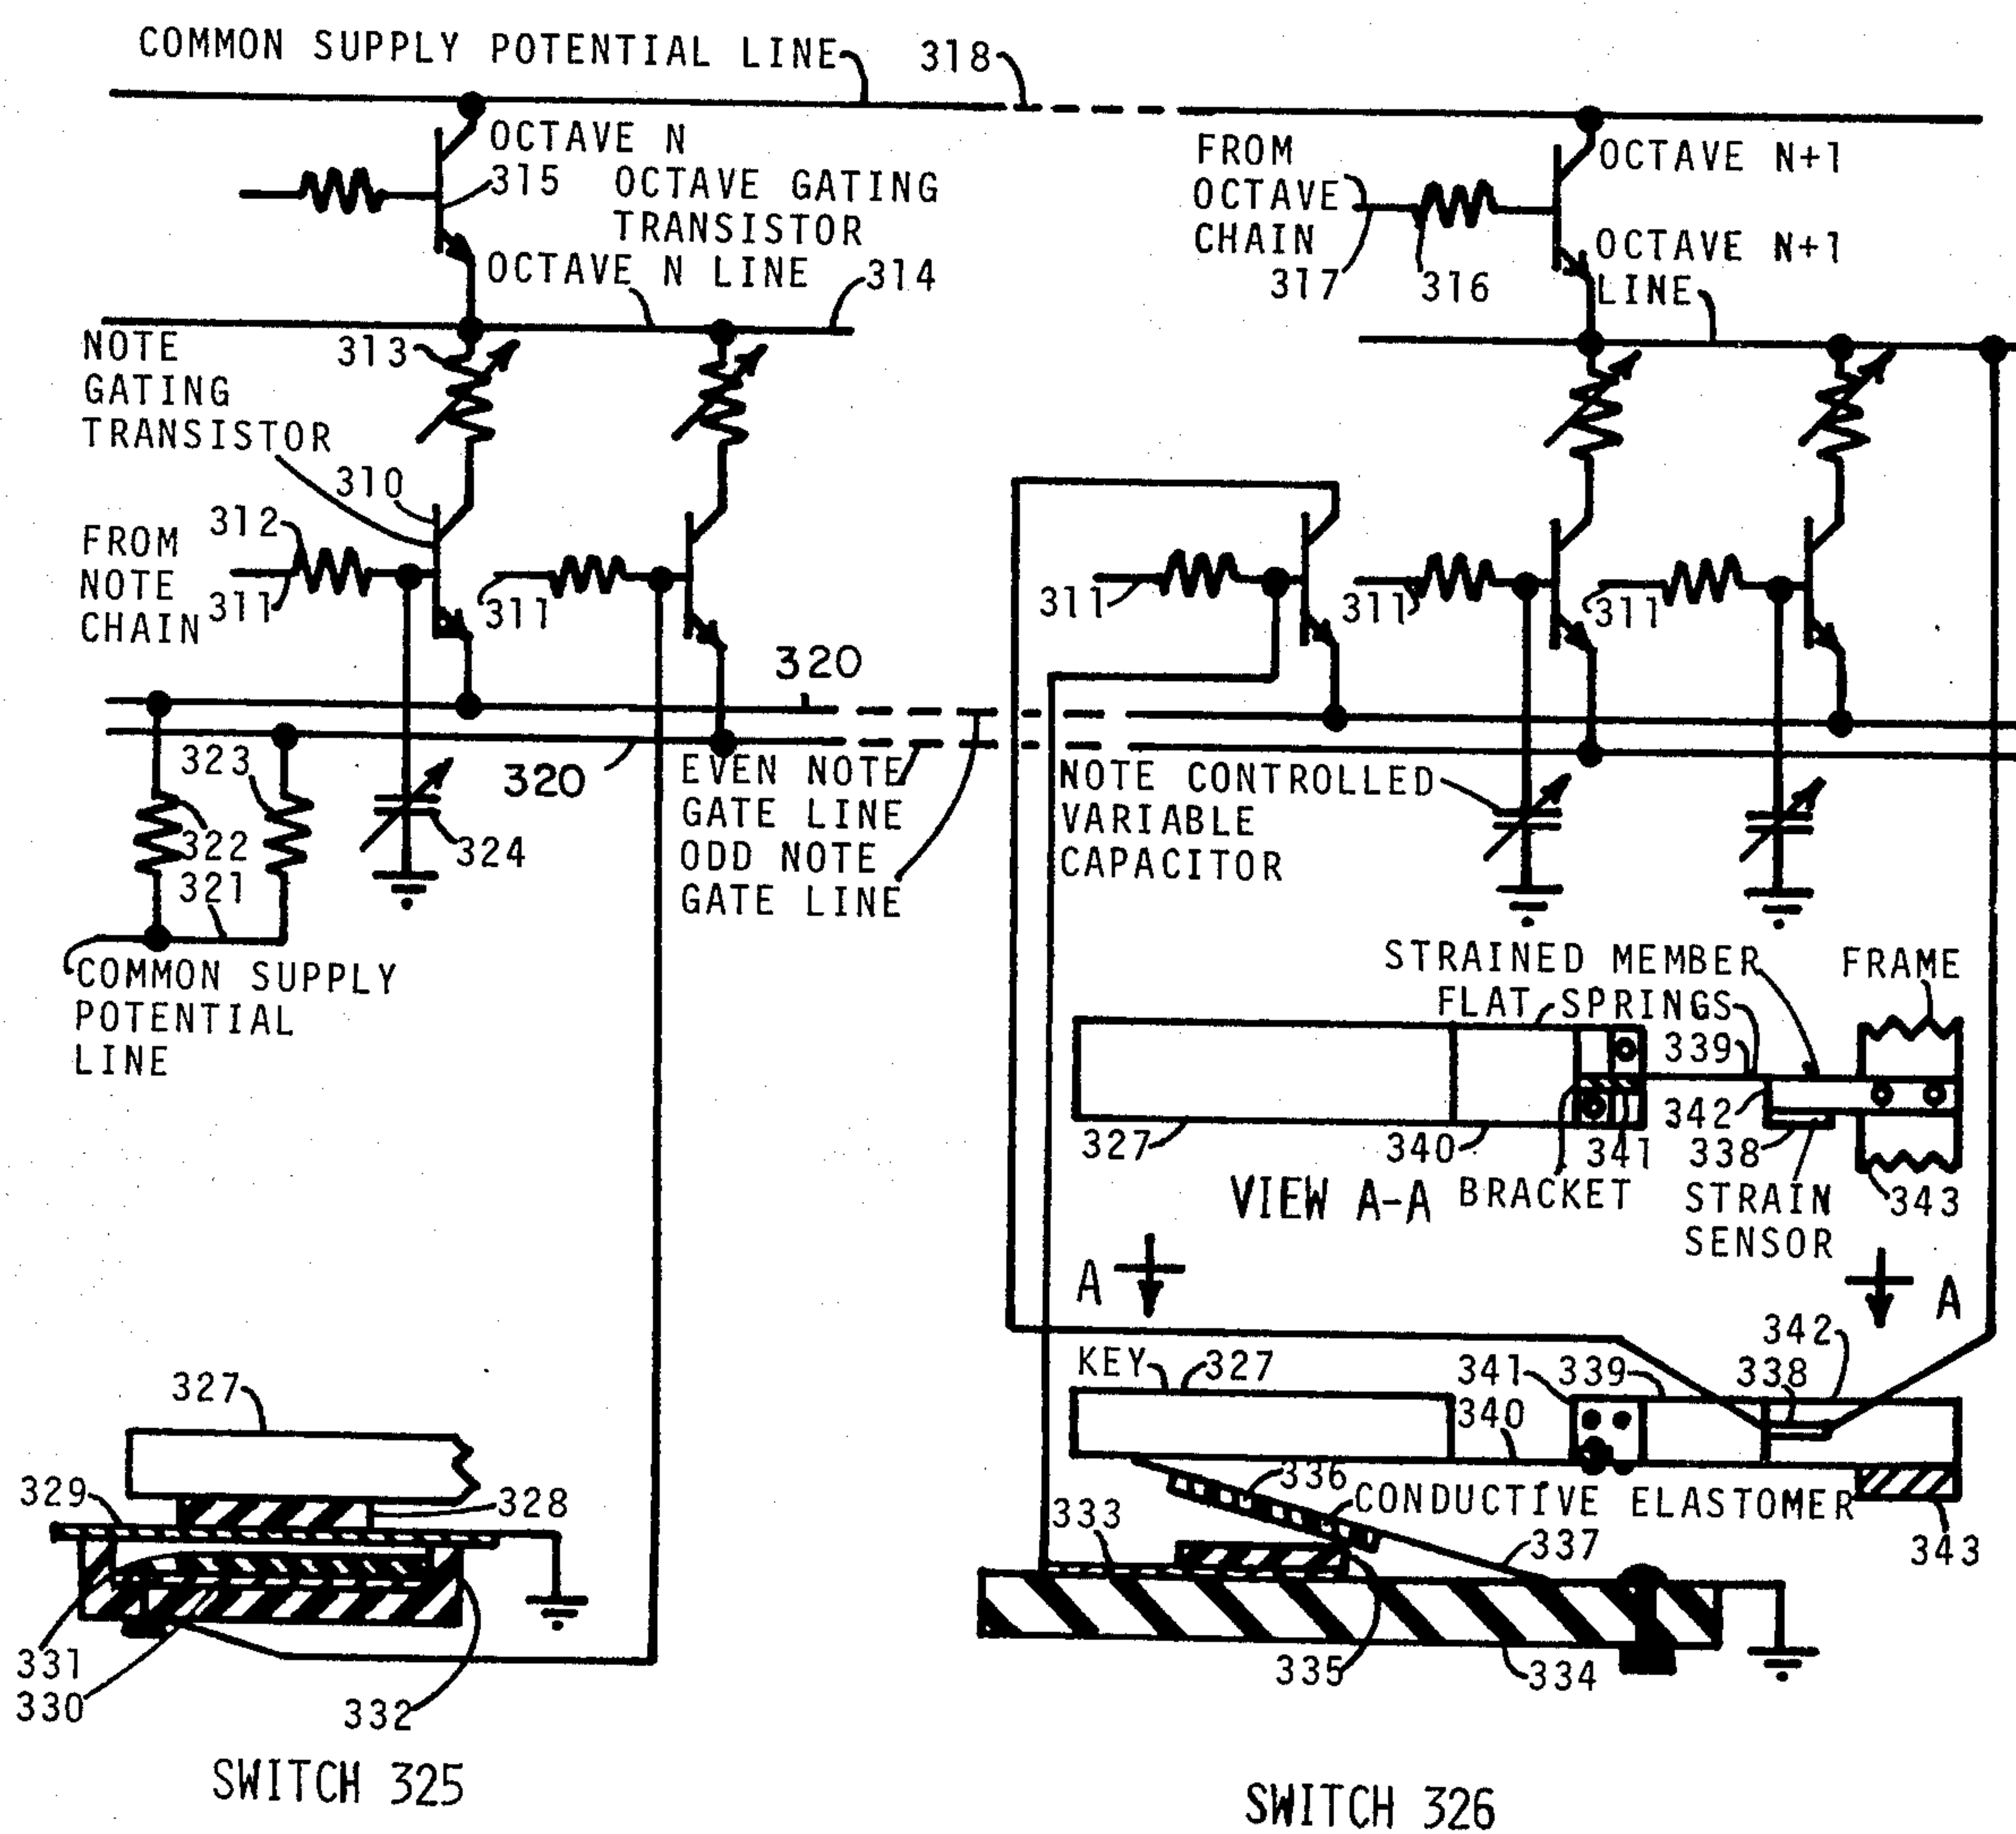 COMMON SUPPLY POTENTIAL LINE
318
OCTAVE N
315
OCTAVE GATING
TRANSISTOR
OCTAVE N LINE
314
FROM
OCTAVE
CHAIN
317
316
OCTAVE N+1
OCTAVE N+1
LINE
NOTE
GATING
TRANSISTOR
313
310
312
FROM
NOTE
CHAIN
311
311
311
311
311
320
320
323
322
321
324
EVEN NOTE
GATE LINE
ODD NOTE
GATE LINE
NOTE CONTROLLED
VARIABLE
CAPACITOR
COMMON SUPPLY
POTENTIAL
LINE
STRAINED MEMBER
FRAME
FLAT SPRINGS
339
342
327
340
341
338
343
VIEW A-A
BRACKET
STRAIN
SENSOR
A
A
342
KEY
327
341
339
338
340
327
329
328
336
CONDUCTIVE ELASTOMER
333
337
343
331
330
332
335
334
SWITCH 325
SWITCH 326